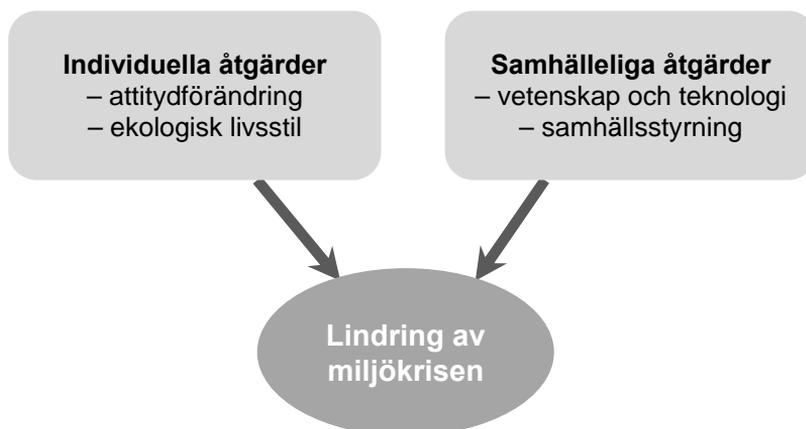 Individuella åtgärder
– attitydförändring
– ekologisk livsstil
Samhälleliga åtgärder
– vetenskap och teknologi
– samhällsstyrning
Lindring av
miljökrisen